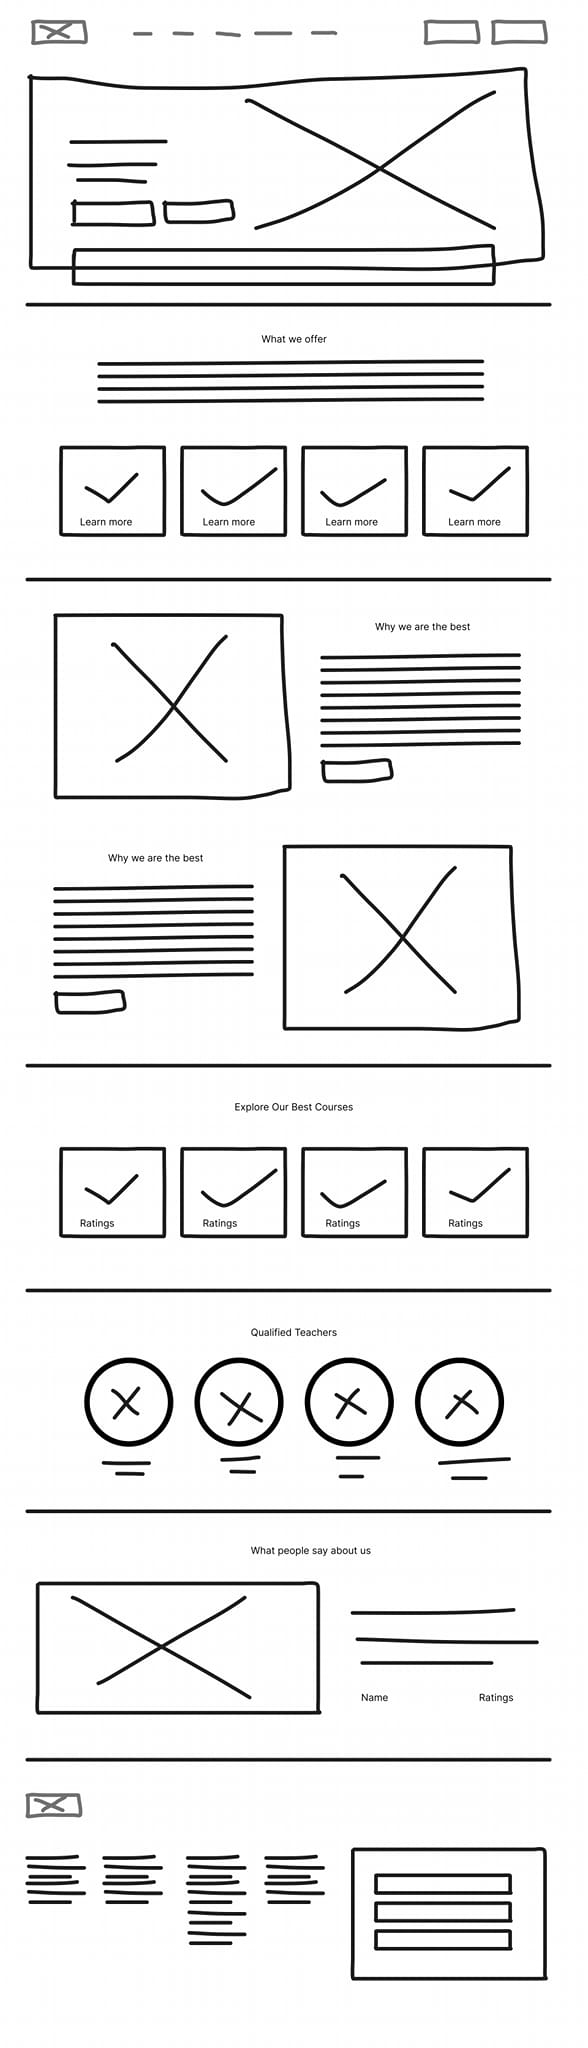 What we offer
Learn more
Learn more
Learn more
Learn more
Why we are the best
Why we are the best
Explore Our Best Courses
Ratings
Ratings
Ratings
Ratings
Qualified Teachers
What people say about us
Name
Ratings